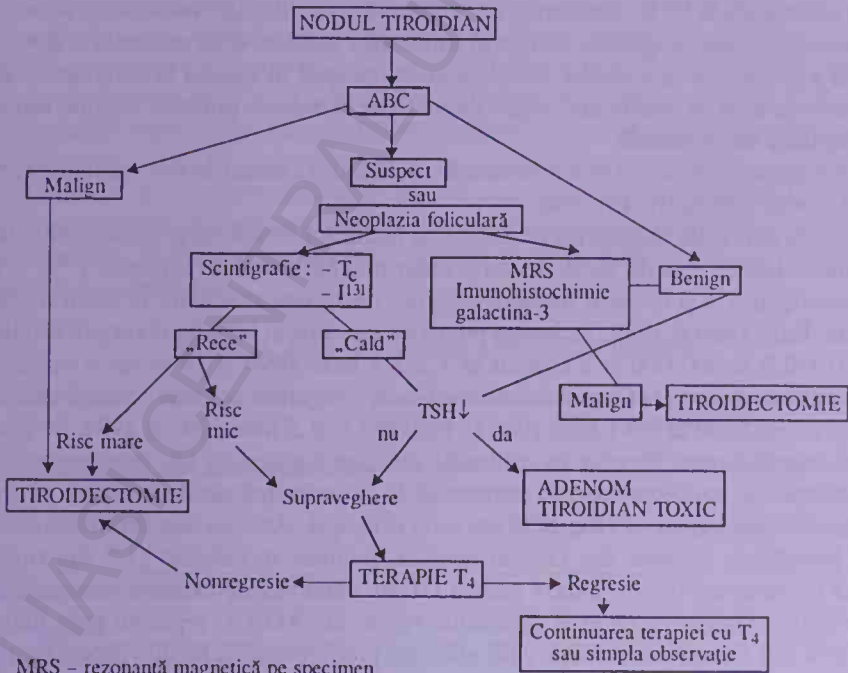 NODUL TIROIDIAN
ABC
Malign
Suspect
sau
Neoplazia foliculară
Scintigrafie : – Tc
– I131
MRS
Imunohistochimie
galactina-3
Benign
„Rece”
„Cald”
Risc mare
Risc
mic
TSH↓
nu
da
Malign
TIROIDECTOMIE
TIROIDECTOMIE
Supraveghere
ADENOM
TIROIDIAN TOXIC
Nonregresie
TERAPIE T4
Regresie
Continuarea terapiei cu T4
sau simpla observaţie
MRS – rezonanţă magnetică pe specimen